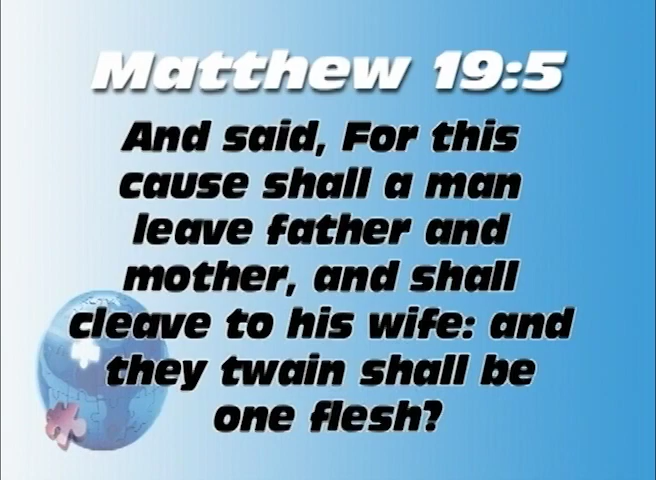 Matthew 19:5
And said, For this
cause shall a man
leave father and
mother, and shall
cleave to his wife: and
they twain shall be
one flesh?